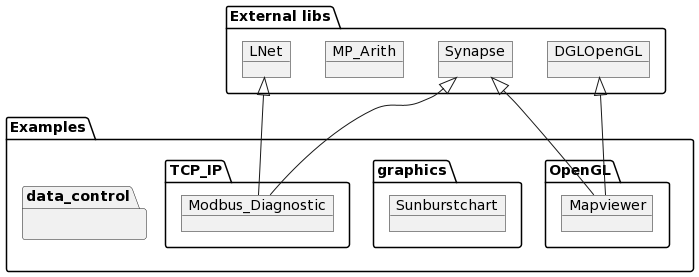 External libs
LNet
MP_Arith
Synapse
DGLOpenGL
Examples
TCP_IP
graphics
OpenGL
data_control
Modbus_Diagnostic
Sunburstchart
Mapviewer